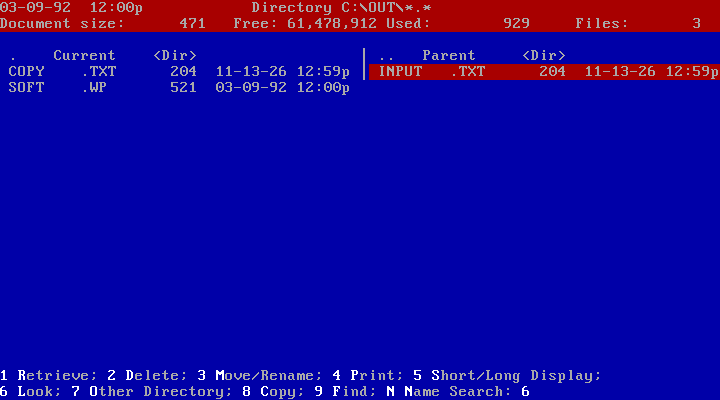 03-09-92  12:00p             Directory C:\OUT\*.*
Document size:       471   Free: 61,478,912 Used:         929      Files:        3
.    Current    <Dir>                    | ..   Parent     <Dir>
COPY    .TXT      204  11-13-26 12:59p | INPUT   .TXT      204  11-13-26 12:59p
SOFT    .WP       521  03-09-92 12:00p
1 Retrieve; 2 Delete; 3 Move/Rename; 4 Print; 5 Short/Long Display;
6 Look; 7 Other Directory; 8 Copy; 9 Find; N Name Search: 6